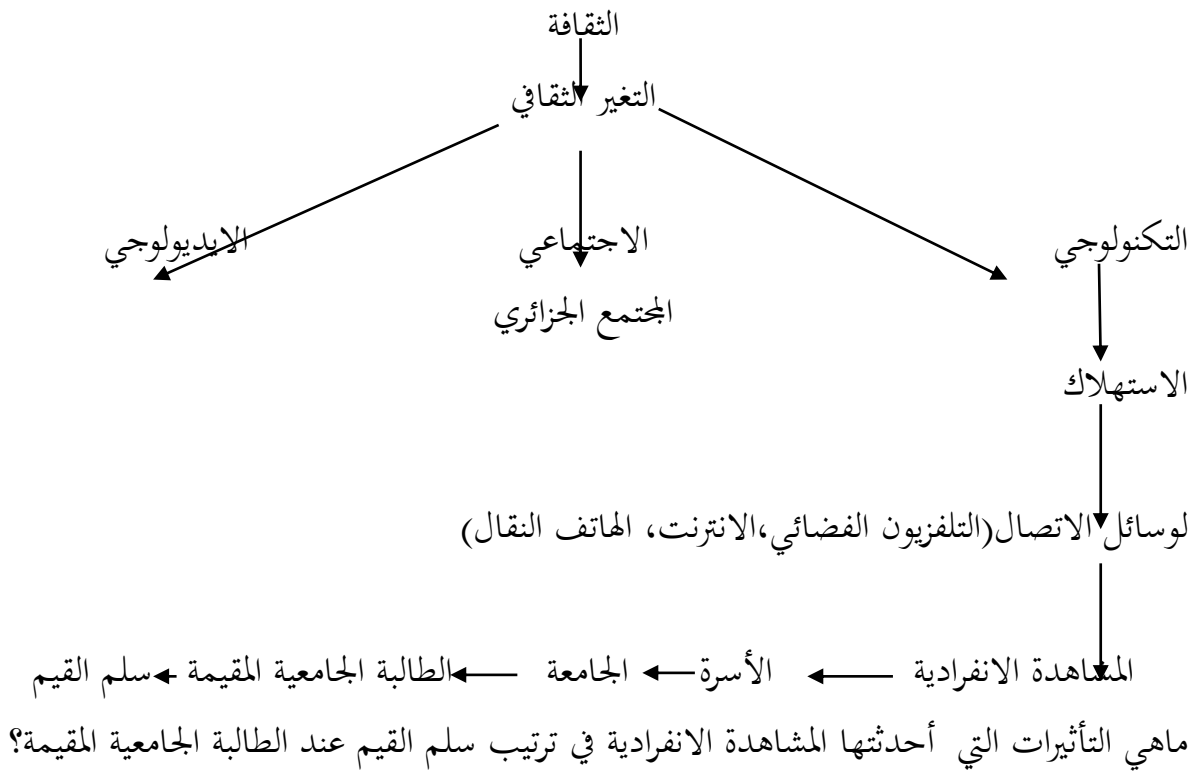 الثقافة
التغير الثقافي
التكنولوجي الاجتماعي الايديولوجي
المجتمع الجزائري
الاستهلاك
لوسائل الاتصال(التلفزيون الفضائي،الانترنت، الهاتف النقال)
المشاهدة الانفرادية الأسرة الجامعة الطالبة الجامعية المقيمة سلم القيم
ماهي التأثيرات التي أحدثتها المشاهدة الانفرادية في ترتيب سلم القيم عند الطالبة الجامعية المقيمة؟